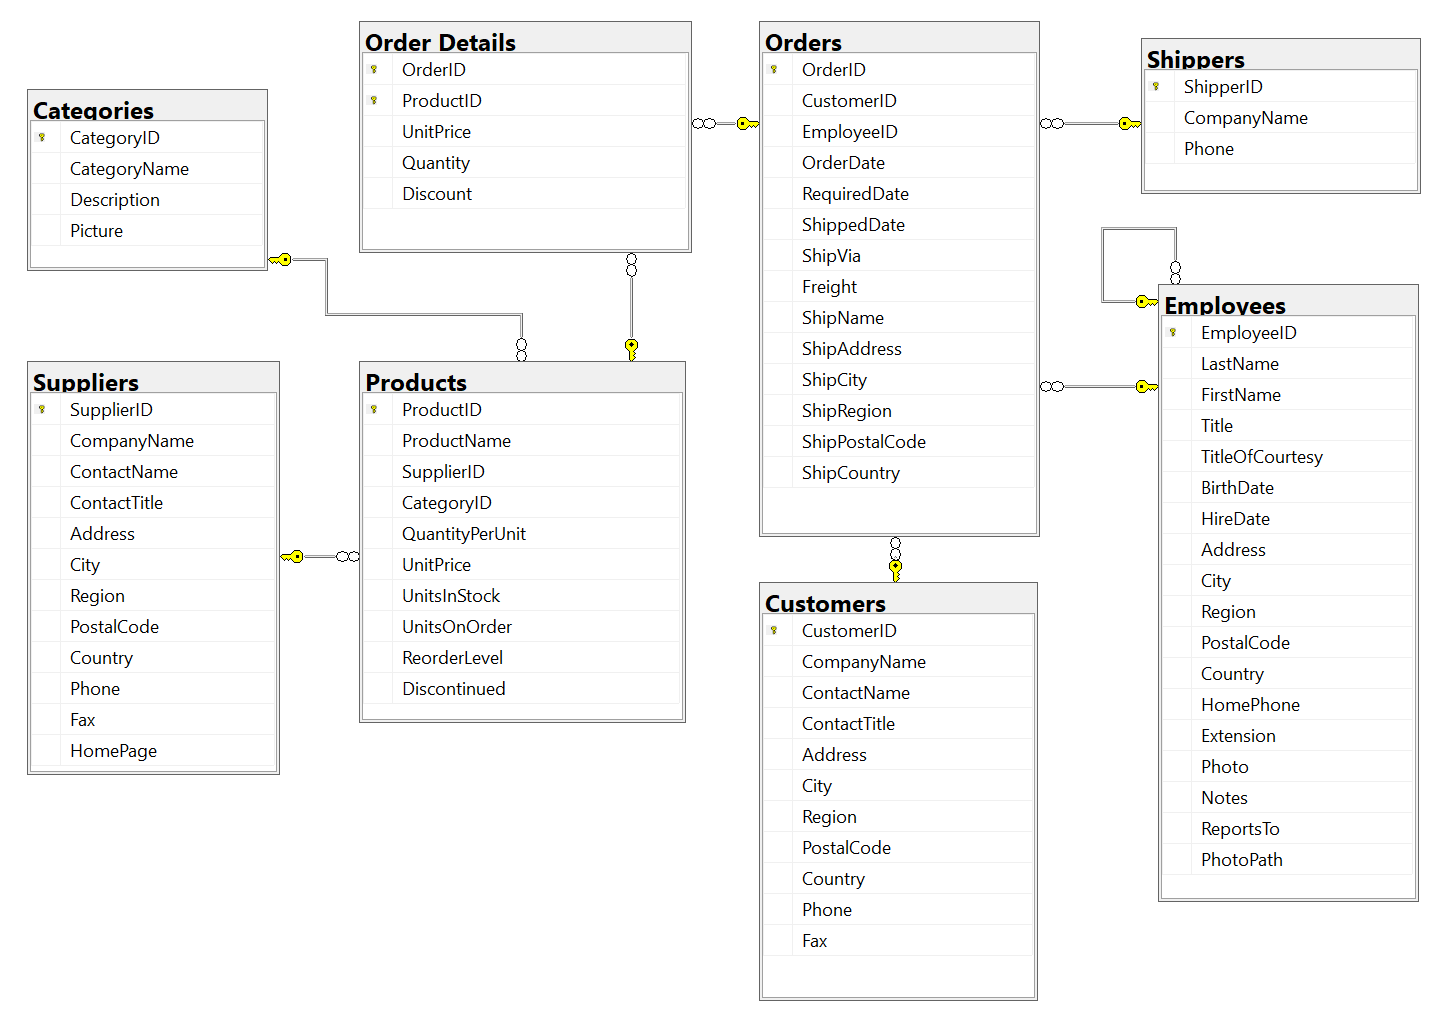 Categories
CategoryID
CategoryName
Description
Picture
Order Details
OrderID
ProductID
UnitPrice
Quantity
Discount
Orders
OrderID
CustomerID
EmployeeID
OrderDate
RequiredDate
ShippedDate
ShipVia
Freight
ShipName
ShipAddress
ShipCity
ShipRegion
ShipPostalCode
ShipCountry
Shippers
ShipperID
CompanyName
Phone
Suppliers
SupplierID
CompanyName
ContactName
ContactTitle
Address
City
Region
PostalCode
Country
Phone
Fax
HomePage
Products
ProductID
ProductName
SupplierID
CategoryID
QuantityPerUnit
UnitPrice
UnitsInStock
UnitsOnOrder
ReorderLevel
Discontinued
Customers
CustomerID
CompanyName
ContactName
ContactTitle
Address
City
Region
PostalCode
Country
Phone
Fax
Employees
EmployeeID
LastName
FirstName
Title
TitleOfCourtesy
BirthDate
HireDate
Address
City
Region
PostalCode
Country
HomePhone
Extension
Photo
Notes
ReportsTo
PhotoPath